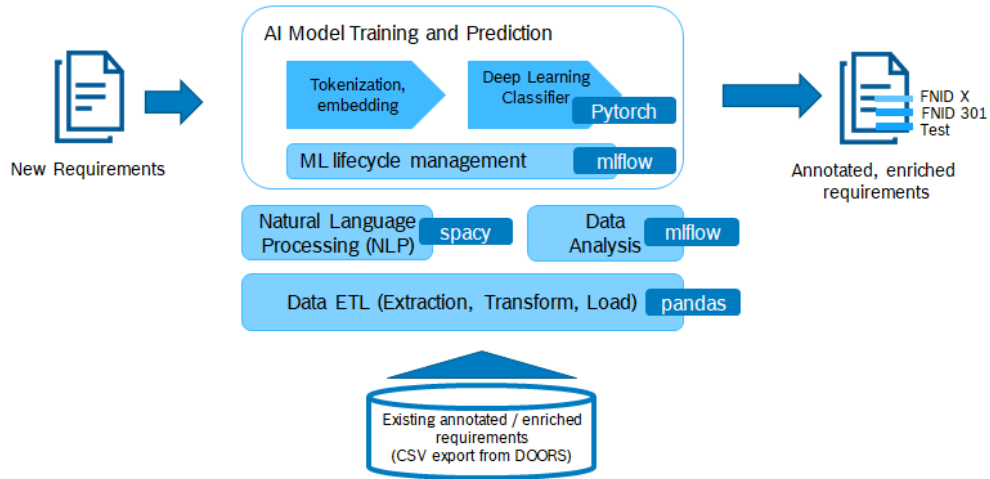 AI Model Training and Prediction
Tokenization,
embedding
Deep Learning
Classifier
Pytorch
ML lifecycle management
mlflow
New Requirements
FNID X
FNID 301
Test
Annotated, enriched
requirements
Natural Language
Processing (NLP)
spacy
Data
Analysis
mlflow
Data ETL (Extraction, Transform, Load)
pandas
Existing annotated / enriched
requirements
(CSV export from DOORS)